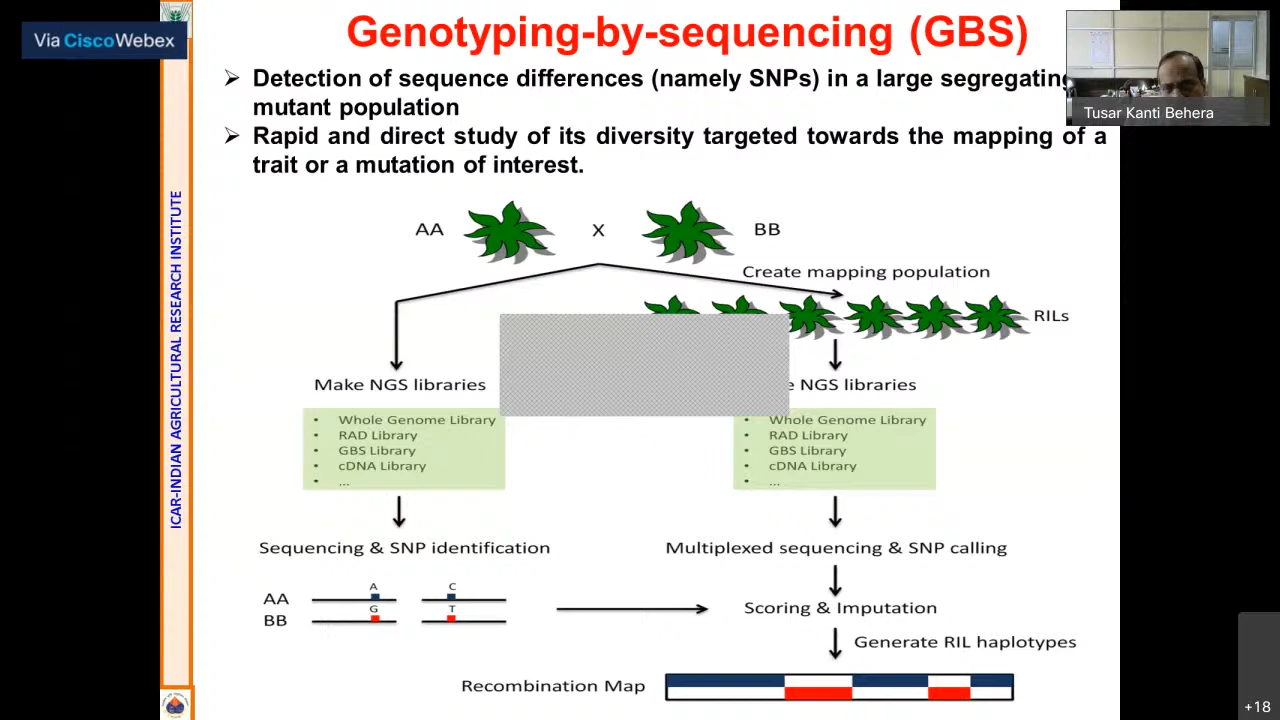 Via Cisco Webex
Genotyping-by-sequencing (GBS)
Detection of sequence differences (namely SNPs) in a large segregating
mutant population
Rapid and direct study of its diversity targeted towards the mapping of a
trait or a mutation of interest.
Tusar Kanti Behera
ICAR-INDIAN AGRICULTURAL RESEARCH INSTITUTE
AA
X
BB
Create mapping population
RILs
Make NGS libraries
NGS libraries
• Whole Genome Library
• RAD Library
• GBS Library
• cDNA Library
• ...
• Whole Genome Library
• RAD Library
• GBS Library
• cDNA Library
• ...
Sequencing & SNP identification
Multiplexed sequencing & SNP calling
A C
AA
G T
BB
Scoring & Imputation
Generate RIL haplotypes
Recombination Map
+18